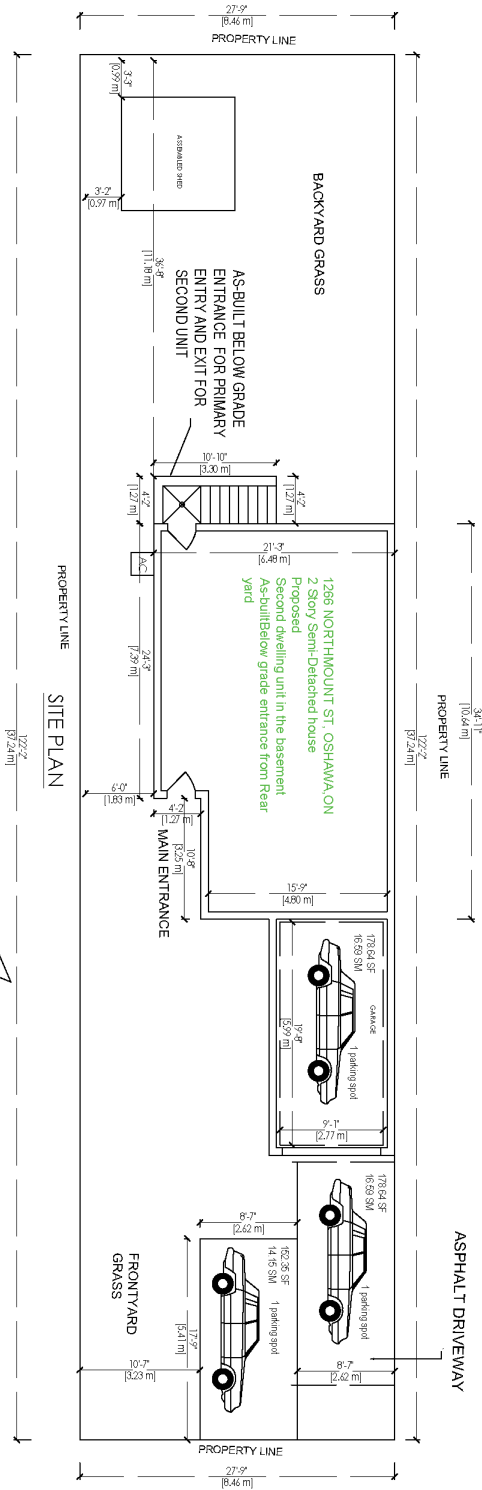 27'-9"
[8.46 m]
PROPERTY LINE
3'-3"
[0.99 m]
ASSEMBLED SHED
3'-2"
[0.97 m]
BACKYARD GRASS
36'-8"
[11.18 m]
AS-BUILT BELOW GRADE
ENTRANCE FOR PRIMARY
ENTRY AND EXIT FOR
SECOND UNIT
10'-10"
[3.30 m]
4'-2"
[1.27 m]
4'-2"
[1.27 m]
34'-11"
[10.64 m]
21'-3"
[6.48 m]
AC
1266 NORTHMOUNT ST, OSHAWA,ON
2 Story Semi-Detached house
Proposed
Second dwelling unit in the basement
As-builtBelow grade entrance from Rear
yard
PROPERTY LINE
122'-2"
[37.24 m]
24'-3"
[7.39 m]
PROPERTY LINE
SITE PLAN
122'-2"
[37.24 m]
6'-0"
[1.83 m]
4'-2"
[1.27 m]
10'-8"
[3.25 m]
MAIN ENTRANCE
15'-9"
[4.80 m]
178.64 SF
16.59 SM
GARAGE
1 parking spot
19'-8"
[5.99 m]
9'-1"
[2.77 m]
178.64 SF
16.59 SM
1 parking spot
ASPHALT DRIVEWAY
8'-7"
[2.62 m]
8'-7"
[2.62 m]
152.35 SF
14.15 SM
1 parking spot
17'-9"
[5.41 m]
FRONTYARD
GRASS
10'-7"
[3.23 m]
PROPERTY LINE
27'-9"
[8.46 m]